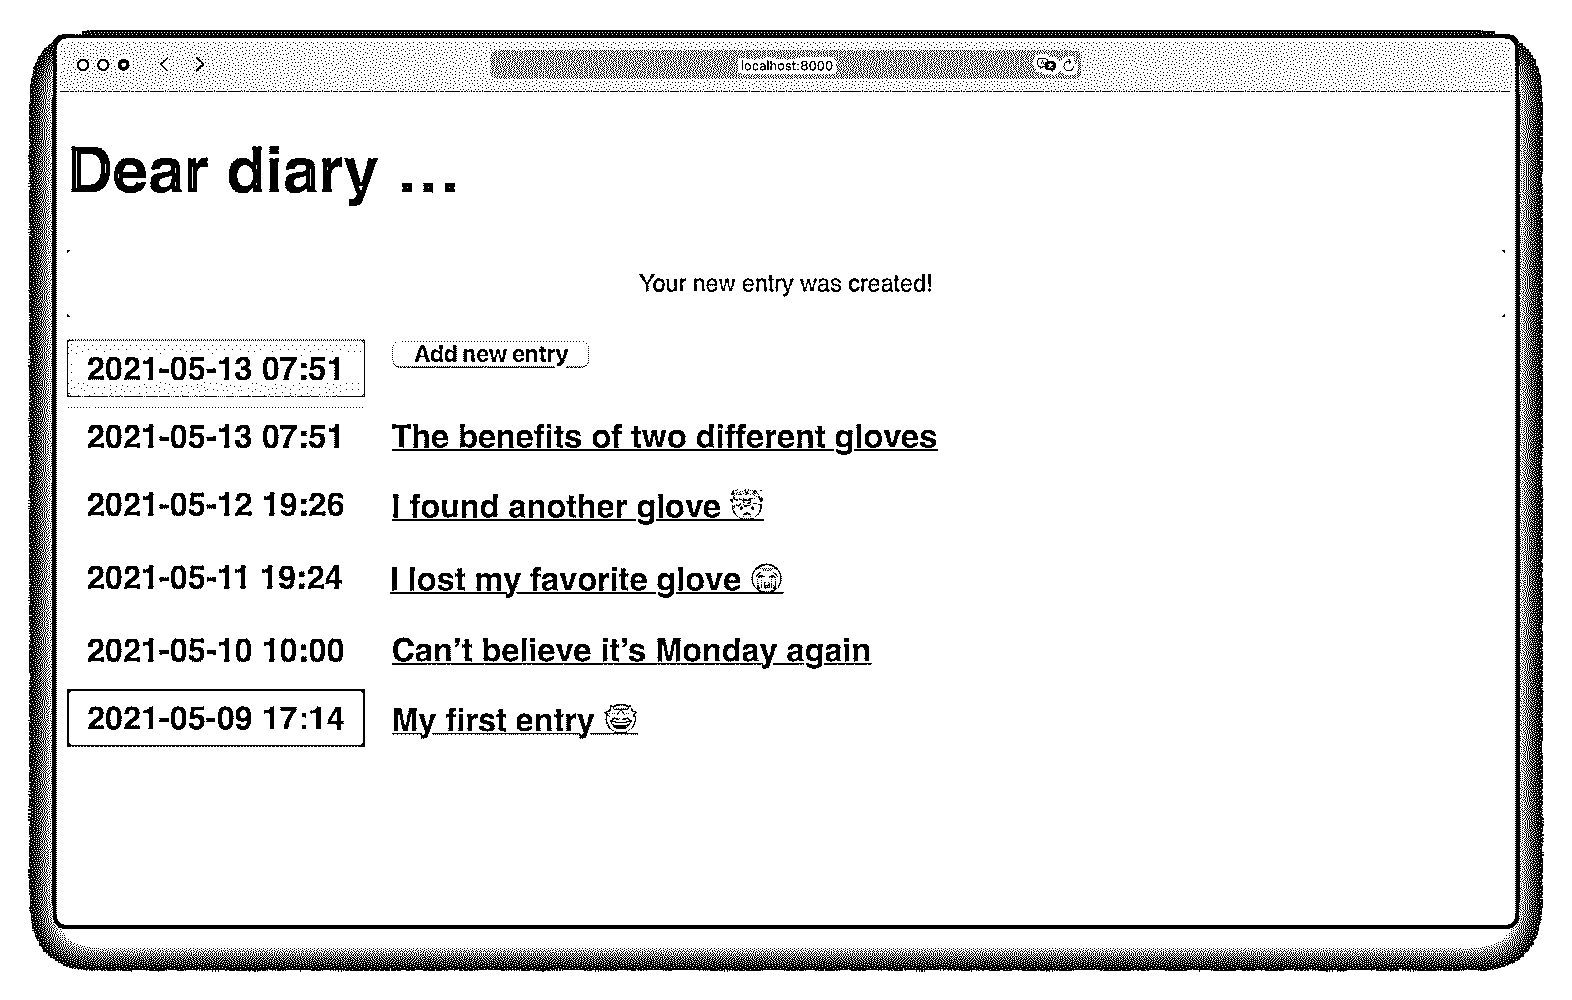 localhost:8000
Dear diary ...
Your new entry was created!
2021-05-13 07:51 Add new entry
2021-05-13 07:51 The benefits of two different gloves
2021-05-12 19:26 I found another glove 🤯
2021-05-11 19:24 I lost my favorite glove 😭
2021-05-10 10:00 Can’t believe it’s Monday again
2021-05-09 17:14 My first entry 😅